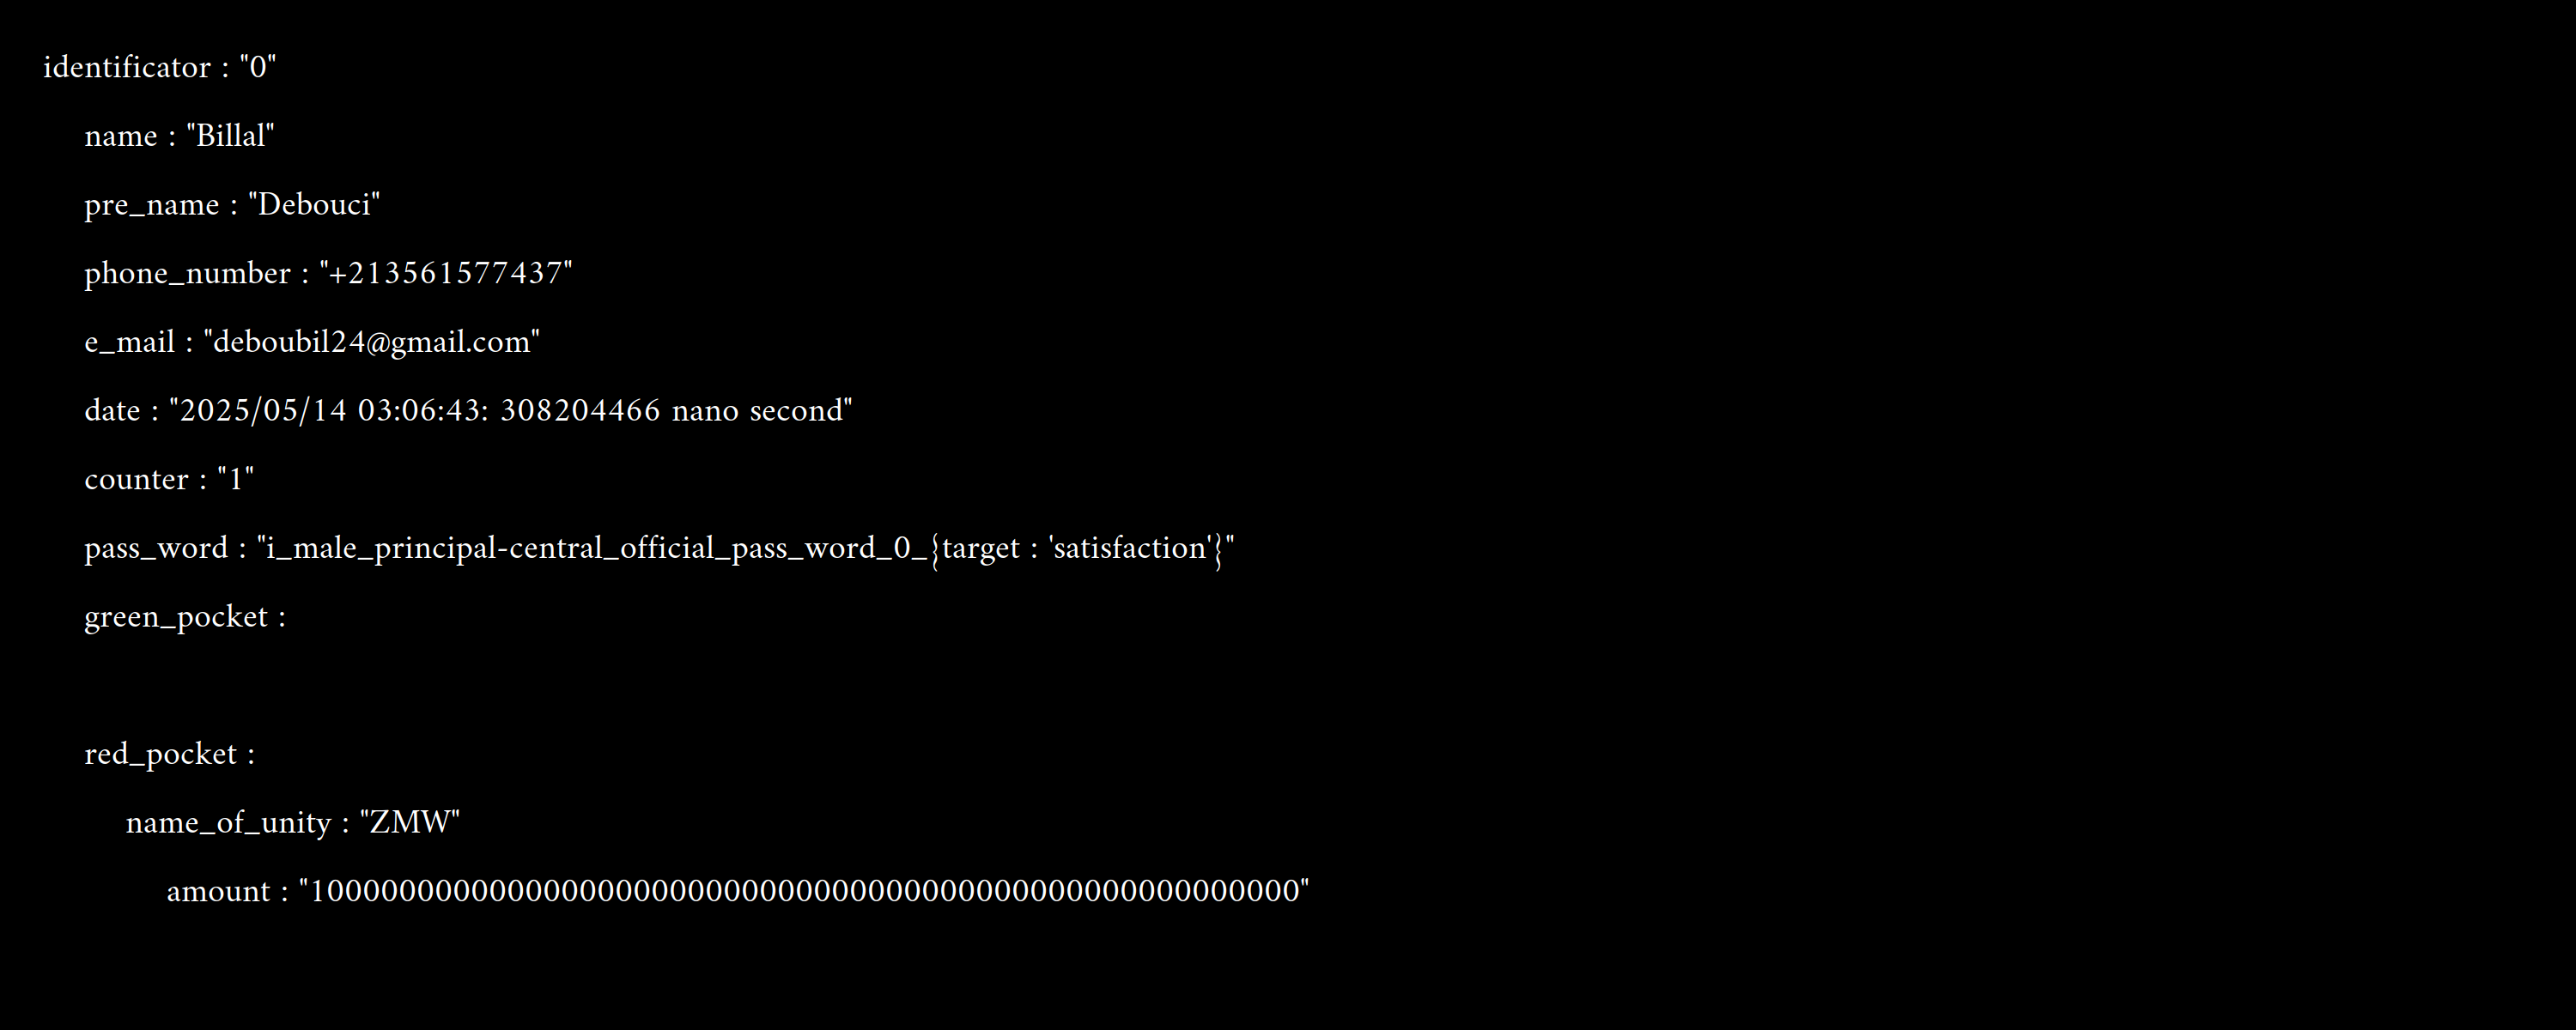 identificator : "0"
name : "Billal"
pre_name : "Debouci"
phone_number : "+213561577437"
e_mail : "deboubil24@gmail.com"
date : "2025/05/14 03:06:43: 308204466 nano second"
counter : "1"
pass_word : "i_male_principal-central_official_pass_word_0_{target : 'satisfaction'}"
green_pocket :
red_pocket :
name_of_unity : "ZMW"
amount : "1000000000000000000000000000000000000000000000000000000"